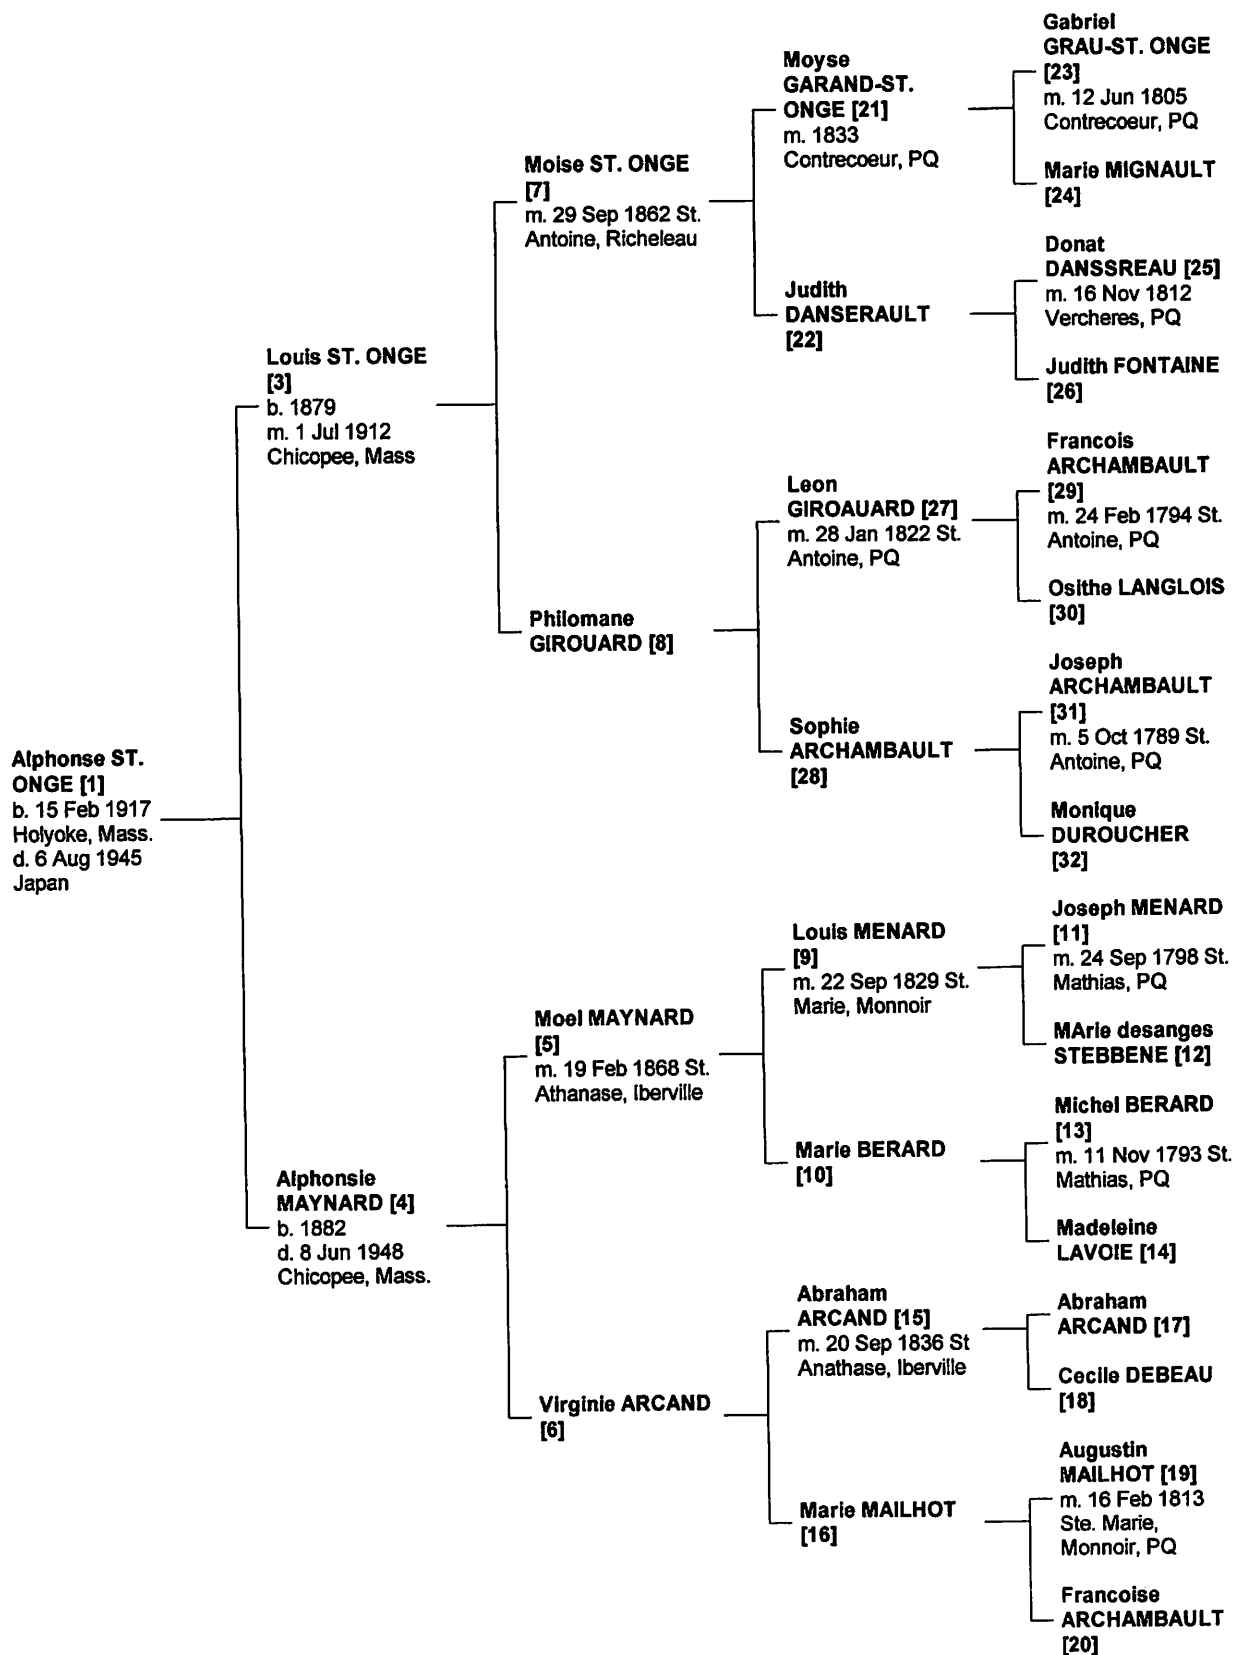 Gabriel
GRAU-ST. ONGE
[23]
m. 12 Jun 1805
Contrecoeur, PQ
Moyse
GARAND-ST.
ONGE [21]
m. 1833
Contrecoeur, PQ
Marie MIGNAULT
[24]
Moise ST. ONGE
[7]
m. 29 Sep 1862 St.
Antoine, Richeleau
Donat
DANSSREAU [25]
m. 16 Nov 1812
Vercheres, PQ
Judith
DANSERAULT
[22]
Judith FONTAINE
[26]
Louis ST. ONGE
[3]
b. 1879
m. 1 Jul 1912
Chicopee, Mass
Francois
ARCHAMBAULT
[29]
m. 24 Feb 1794 St.
Antoine, PQ
Leon
GIROAUARD [27]
m. 28 Jan 1822 St.
Antoine, PQ
Osithe LANGLOIS
[30]
Philomane
GIROUARD [8]
Joseph
ARCHAMBAULT
[31]
m. 5 Oct 1789 St.
Antoine, PQ
Sophie
ARCHAMBAULT
[28]
Monique
DUROUCHER
[32]
Alphonse ST.
ONGE [1]
b. 15 Feb 1917
Holyoke, Mass.
d. 6 Aug 1945
Japan
Joseph MENARD
[11]
m. 24 Sep 1798 St.
Mathias, PQ
Louis MENARD
[9]
m. 22 Sep 1829 St.
Marie, Monnoir
MArie desanges
STEBBENE [12]
Moel MAYNARD
[5]
m. 19 Feb 1868 St.
Athanase, Iberville
Michel BERARD
[13]
m. 11 Nov 1793 St.
Mathias, PQ
Marie BERARD
[10]
Madeleine
LAVOIE [14]
Alphonsie
MAYNARD [4]
b. 1882
d. 8 Jun 1948
Chicopee, Mass.
Abraham
ARCAND [15]
m. 20 Sep 1836 St
Anathase, Iberville
Abraham
ARCAND [17]
Cecile DEBEAU
[18]
Virginie ARCAND
[6]
Augustin
MAILHOT [19]
m. 16 Feb 1813
Ste. Marie,
Monnoir, PQ
Marie MAILHOT
[16]
Francoise
ARCHAMBAULT
[20]